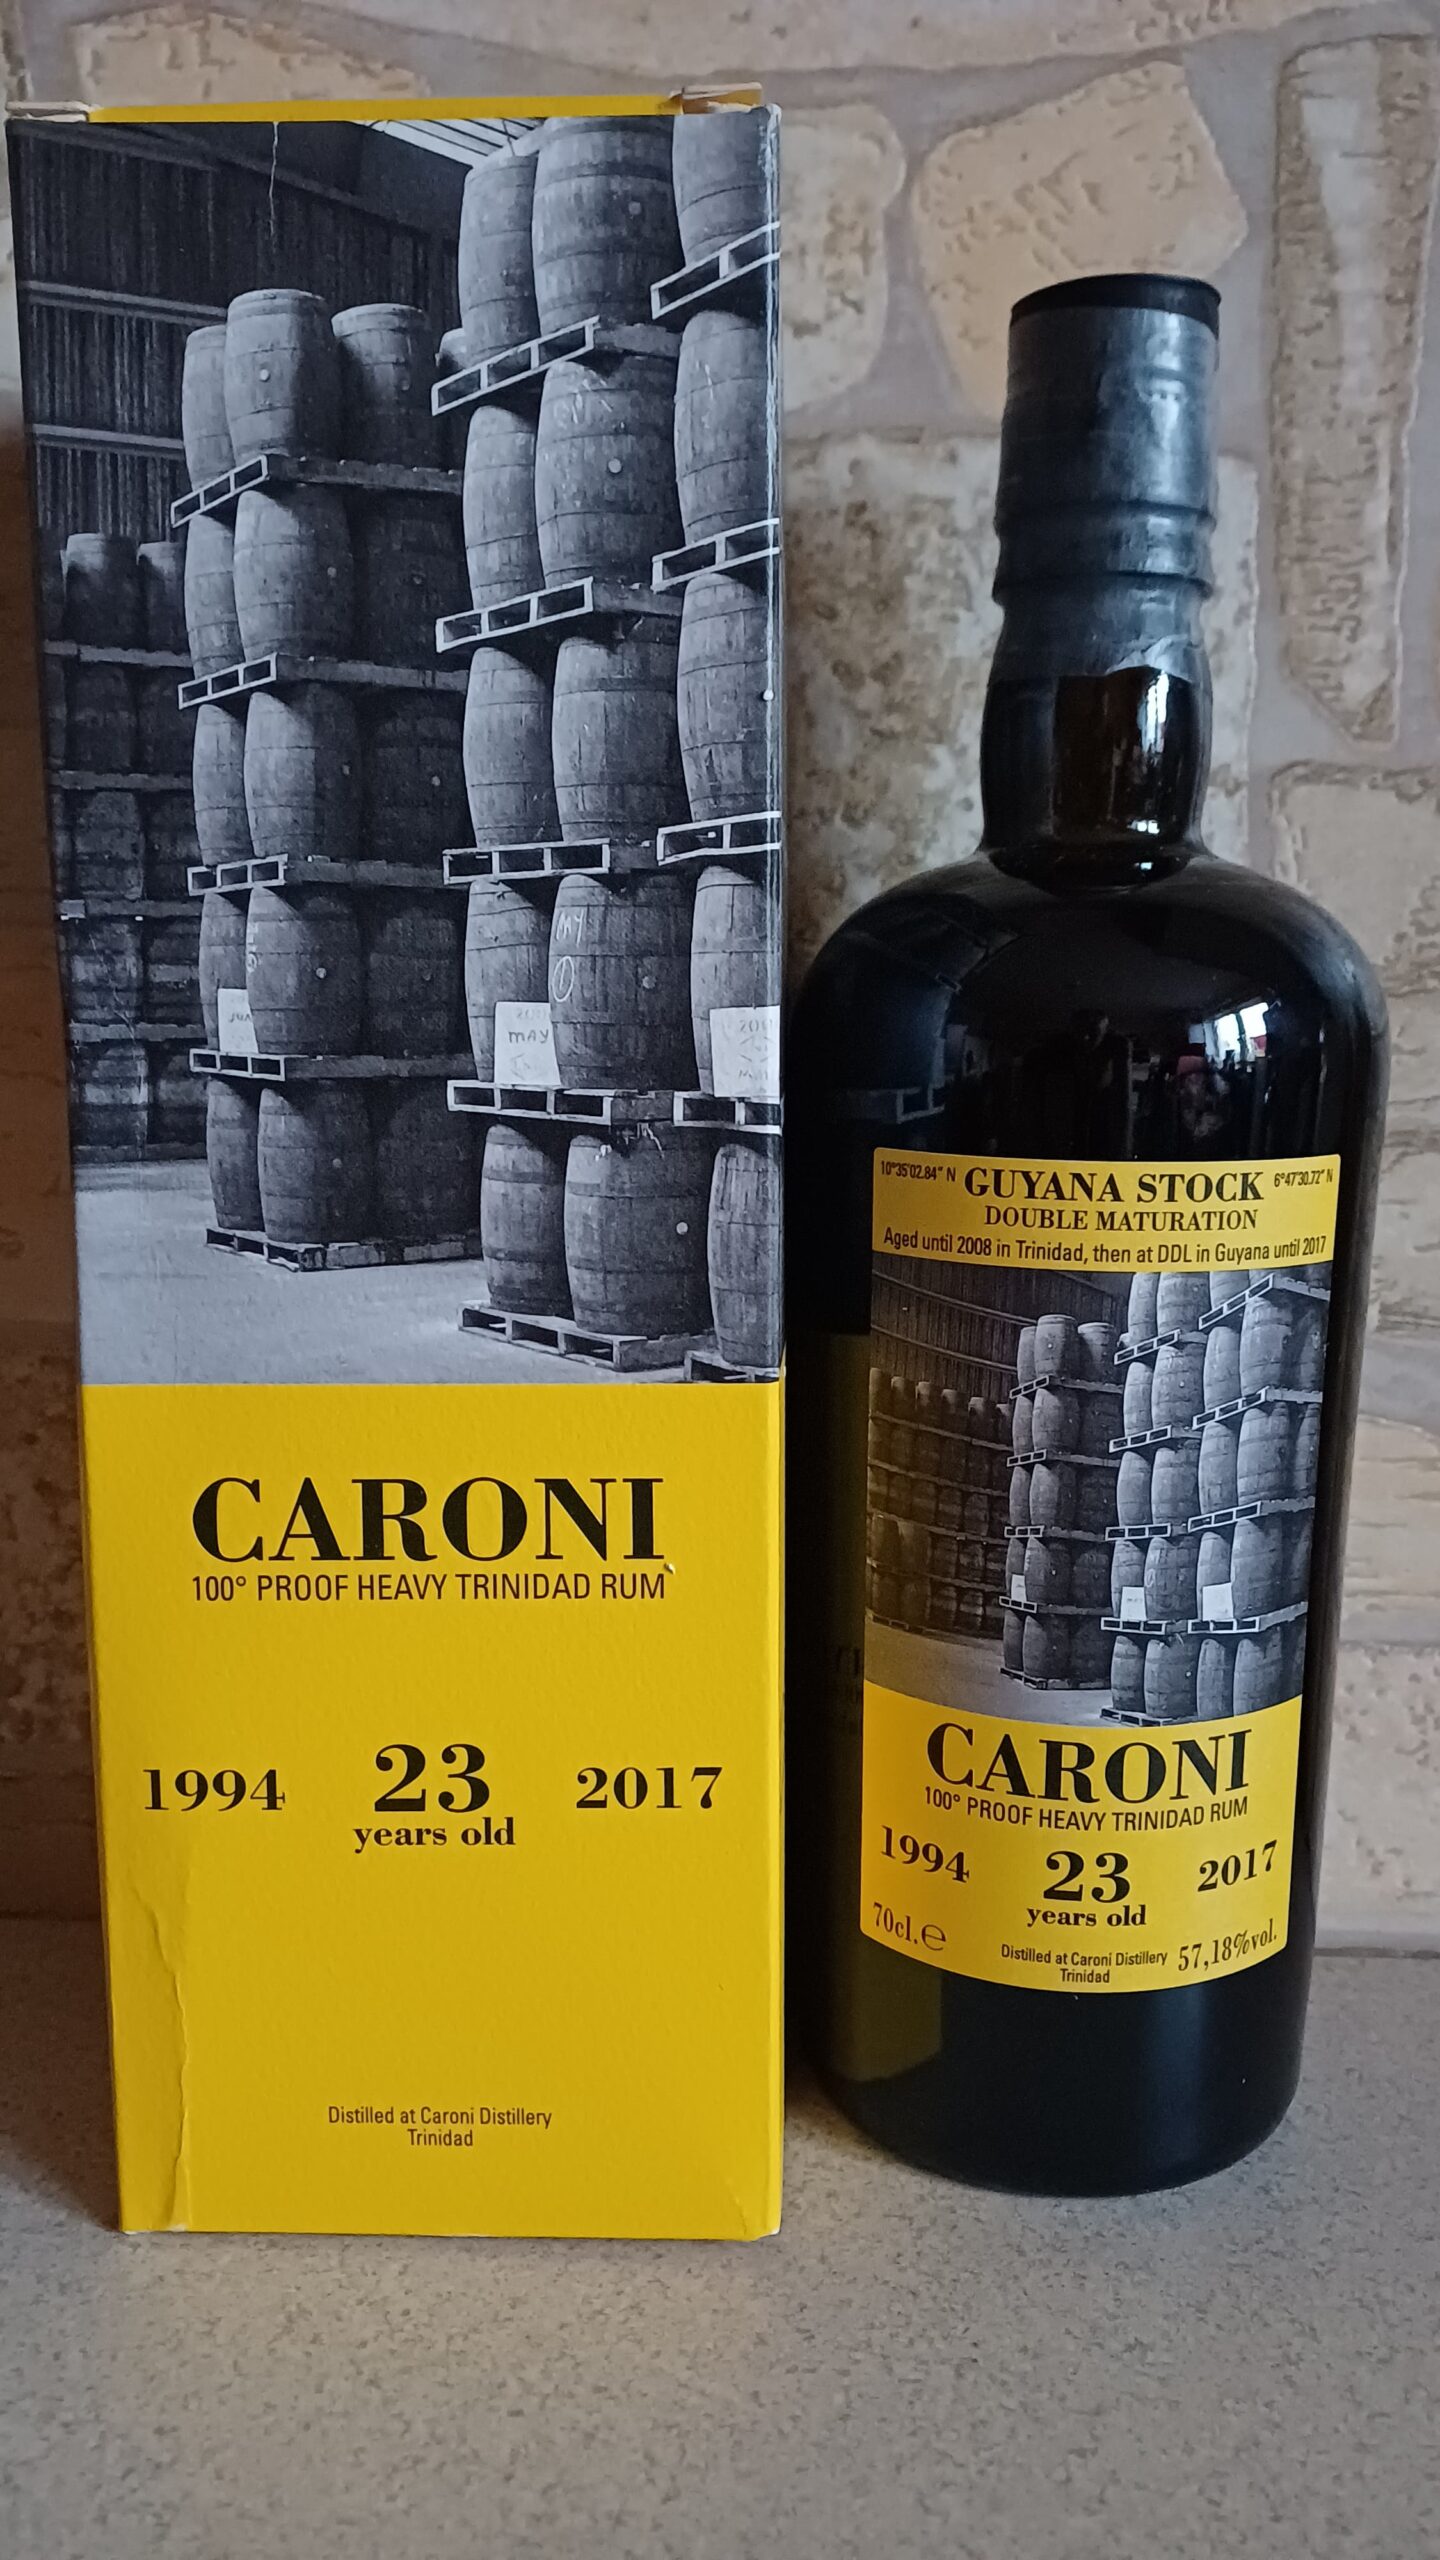 CARONI
100° PROOF HEAVY TRINIDAD RUM
1994 23 2017
years old
Distilled at Caroni Distillery
Trinidad
MAY
MAY
10°35'02.84" N GUYANA STOCK 6°47'30.72" N
DOUBLE MATURATION
Aged until 2008 in Trinidad, then at DDL in Guyana until 2017
CARONI
100° PROOF HEAVY TRINIDAD RUM
1994 23 2017
years old
70cl.℮ Distilled at Caroni Distillery 57,18%vol.
Trinidad